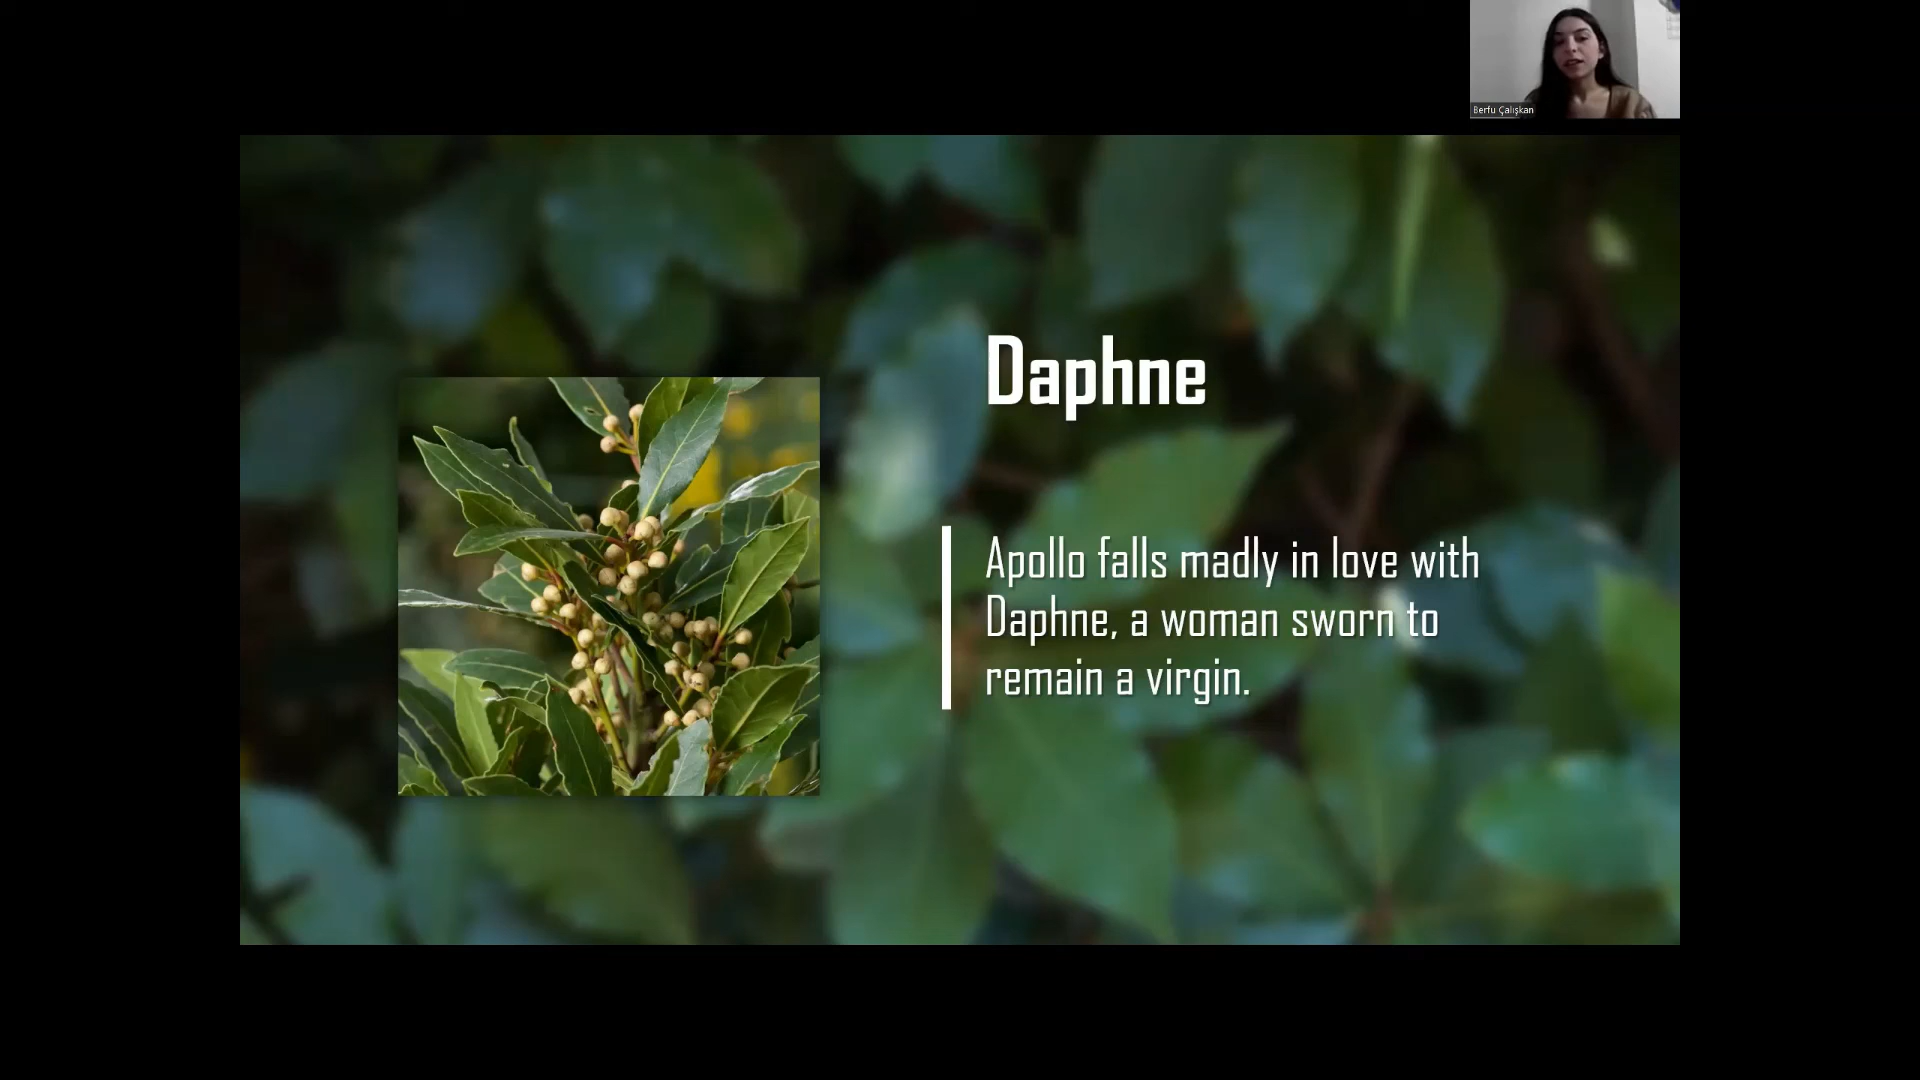 Berfu Çalışkan
Daphne
Apollo falls madly in love with
Daphne, a woman sworn to
remain a virgin.